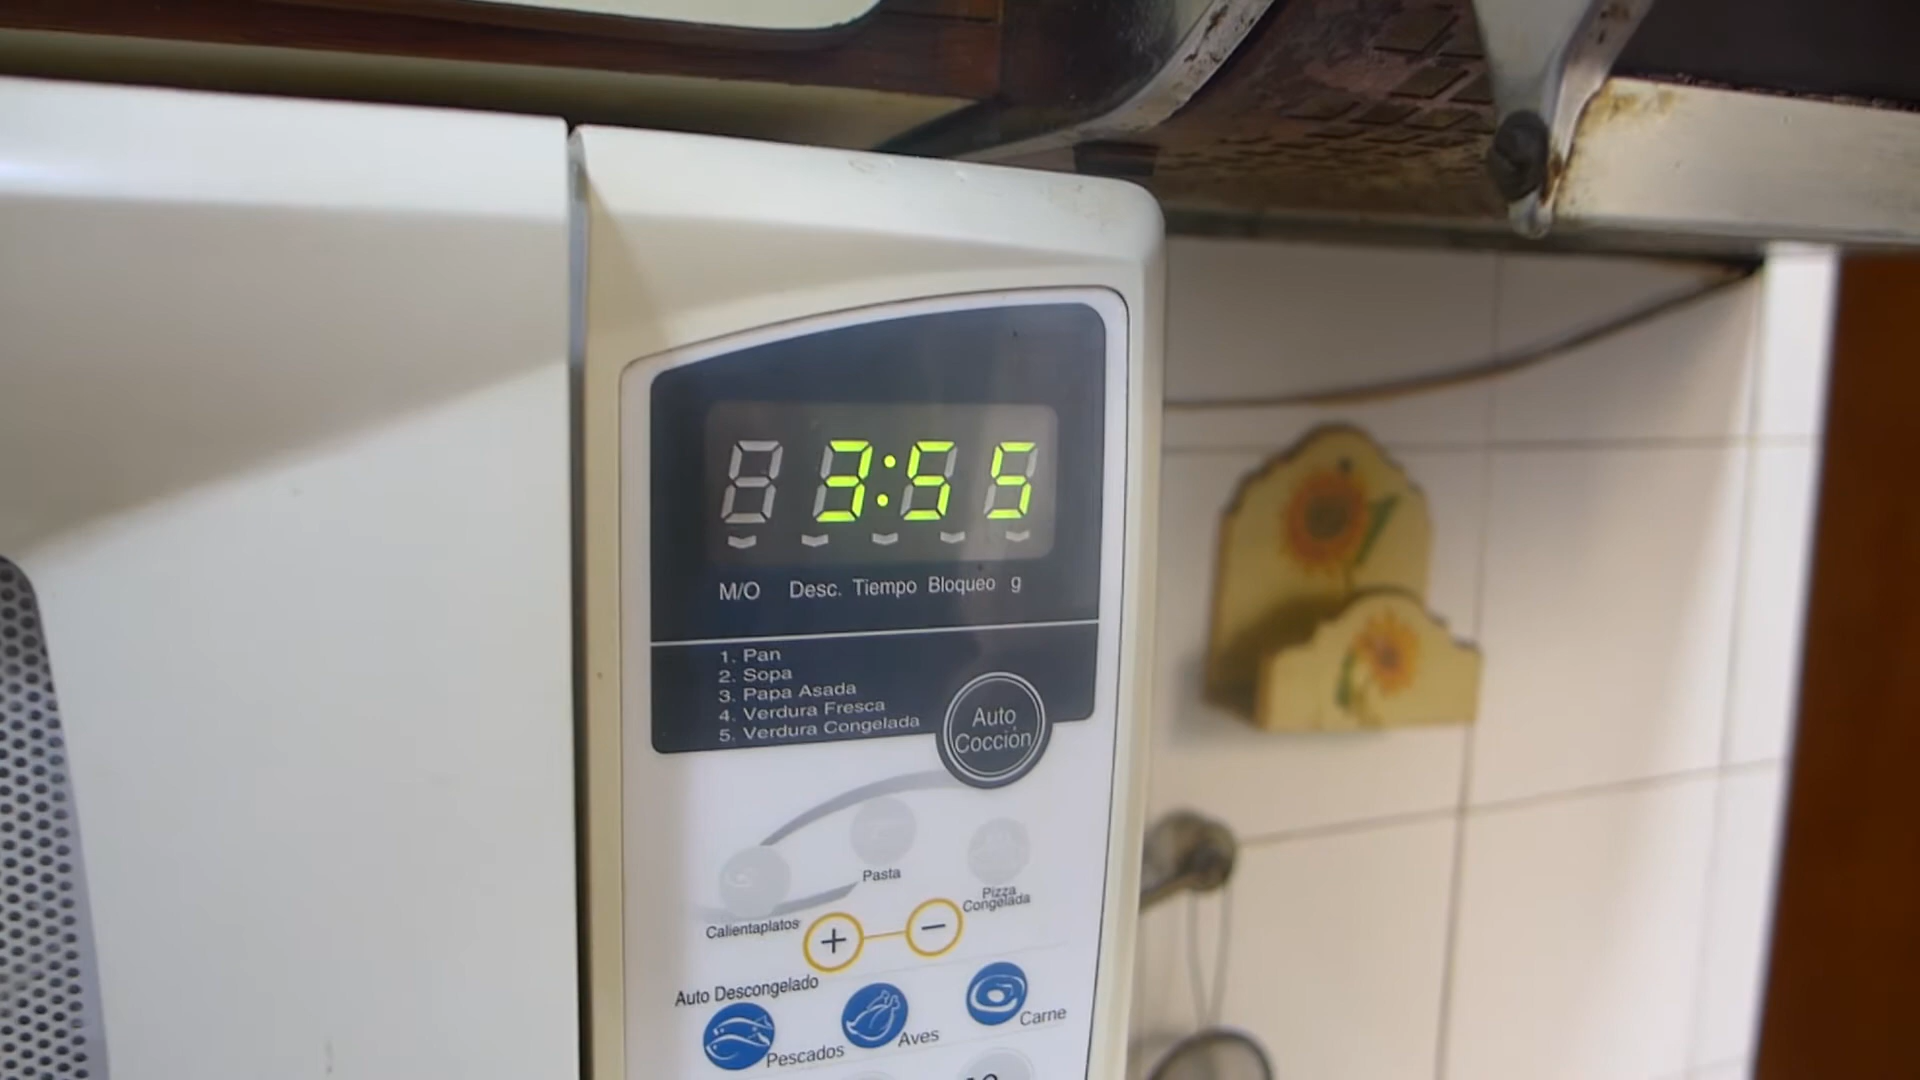 3:55
M/O Desc. Tiempo Bloqueo g
1. Pan
2. Sopa
3. Papa Asada
4. Verdura Fresca
5. Verdura Congelada
Auto
Cocción
Pasta
Pizza
Congelada
Calientaplatos
+ −
Auto Descongelado
Pescados
Aves
Carne